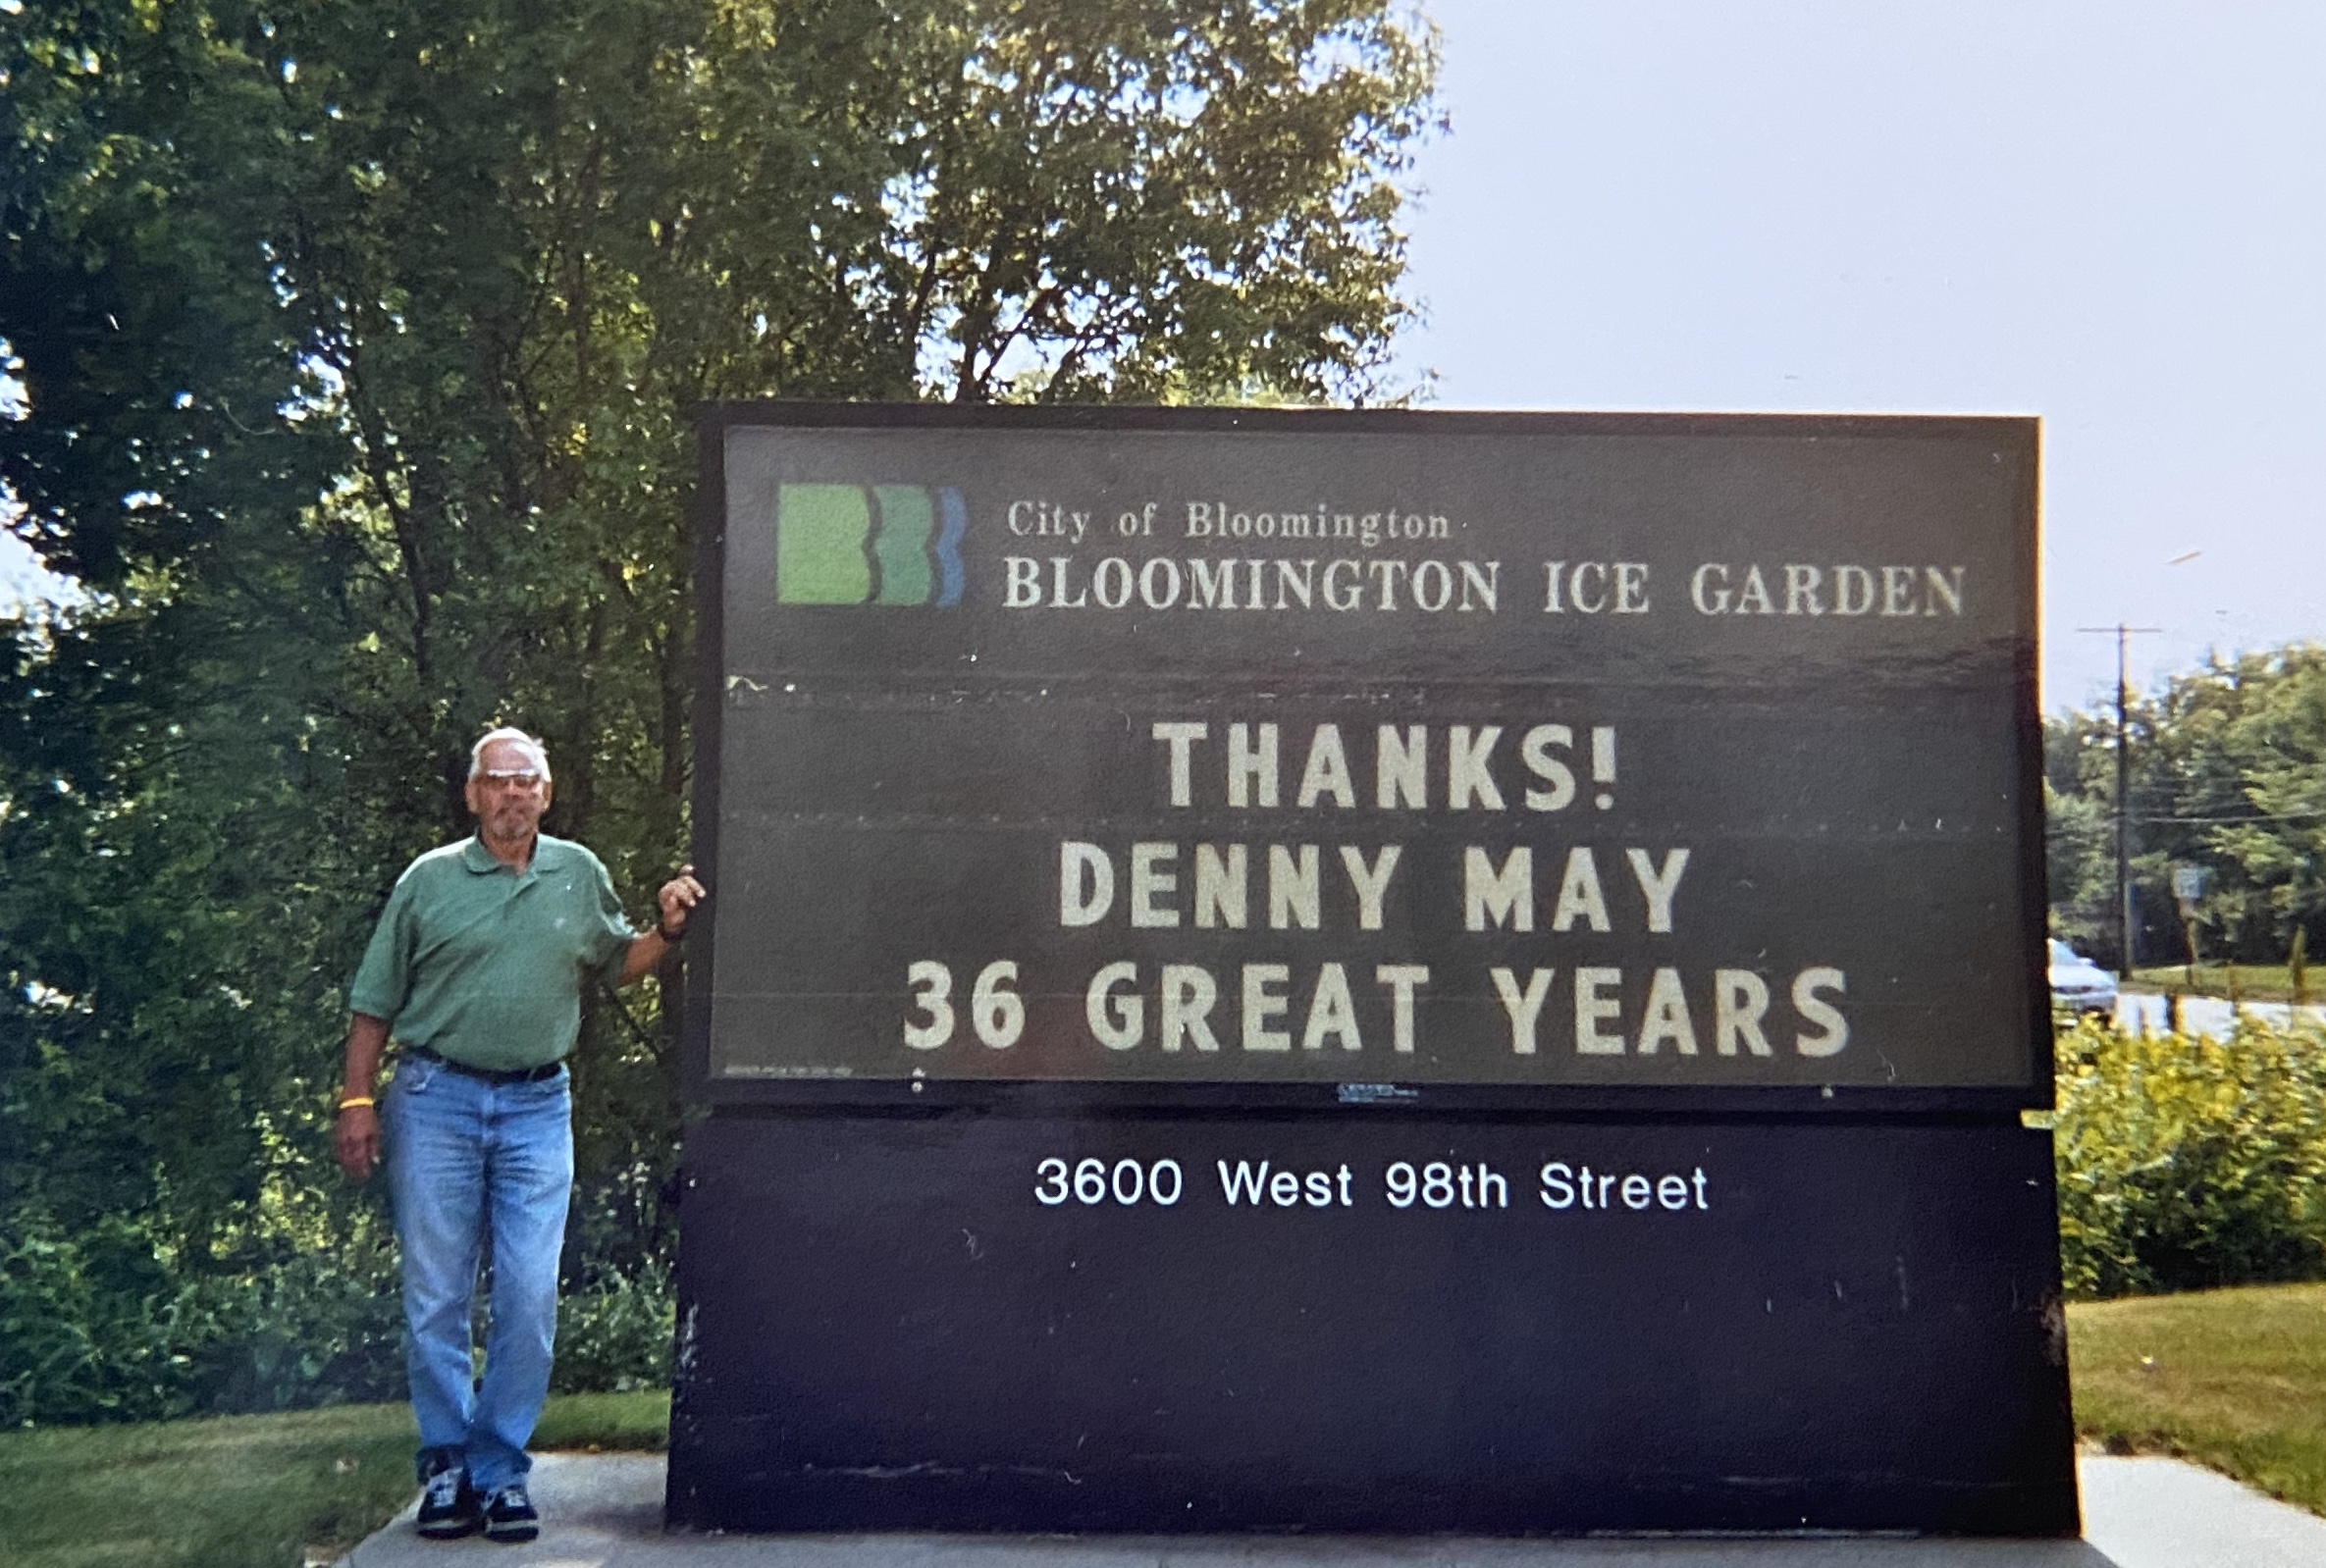 City of Bloomington
BLOOMINGTON ICE GARDEN
THANKS!
DENNY MAY
36 GREAT YEARS
3600 West 98th Street